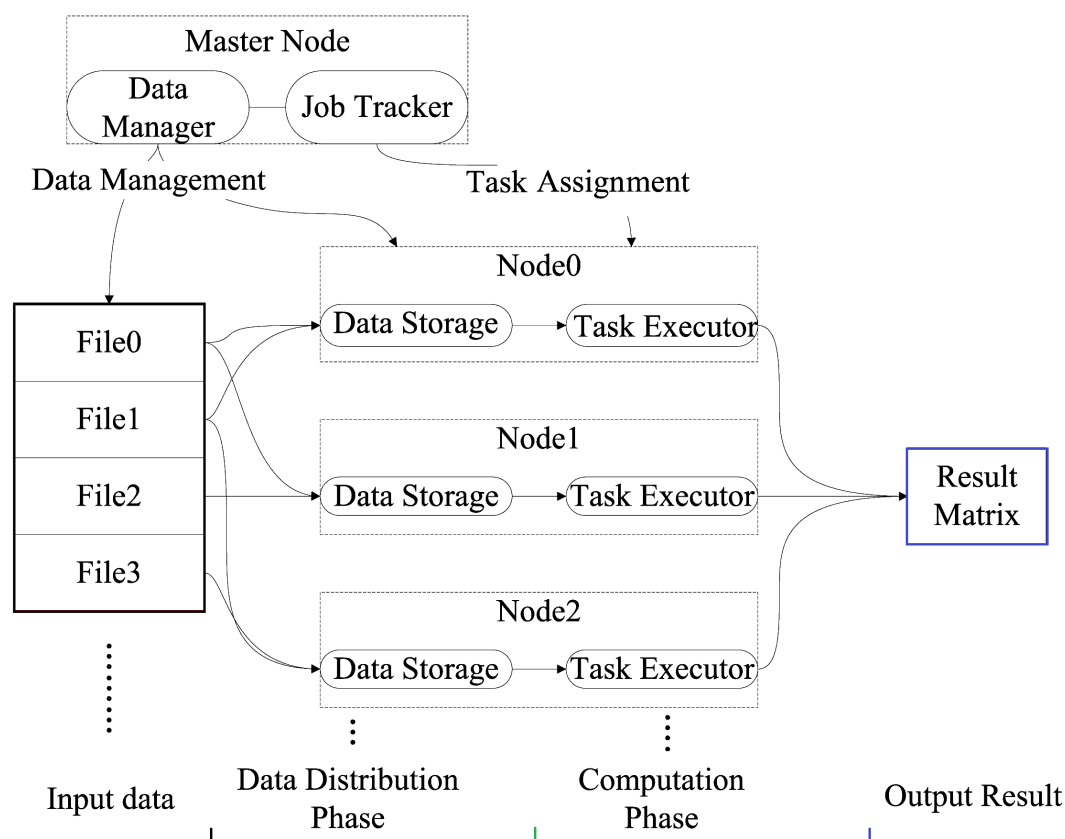 Master Node
Data
Manager
Job Tracker
Data Management
Task Assignment
Node0
Data Storage
Task Executor
File0
File1
File2
File3
Node1
Data Storage
Task Executor
Node2
Data Storage
Task Executor
Result
Matrix
Input data
Data Distribution
Phase
Computation
Phase
Output Result